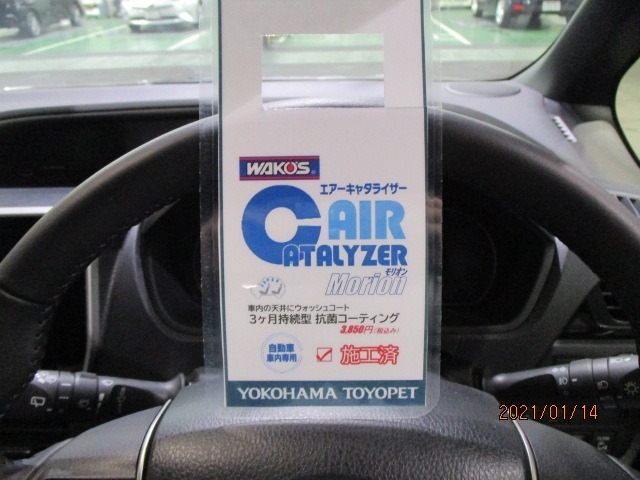 WAKO'S®
エアーキャタライザー
C AIR
CATALYZER
モリオン
Morion
車内の天井にウォッシュコート
3ヶ月持続型 抗菌コーティング
3,850円(税込み)
自動車
車内専用
施工済
YOKOHAMA TOYOPET
2021/01/14